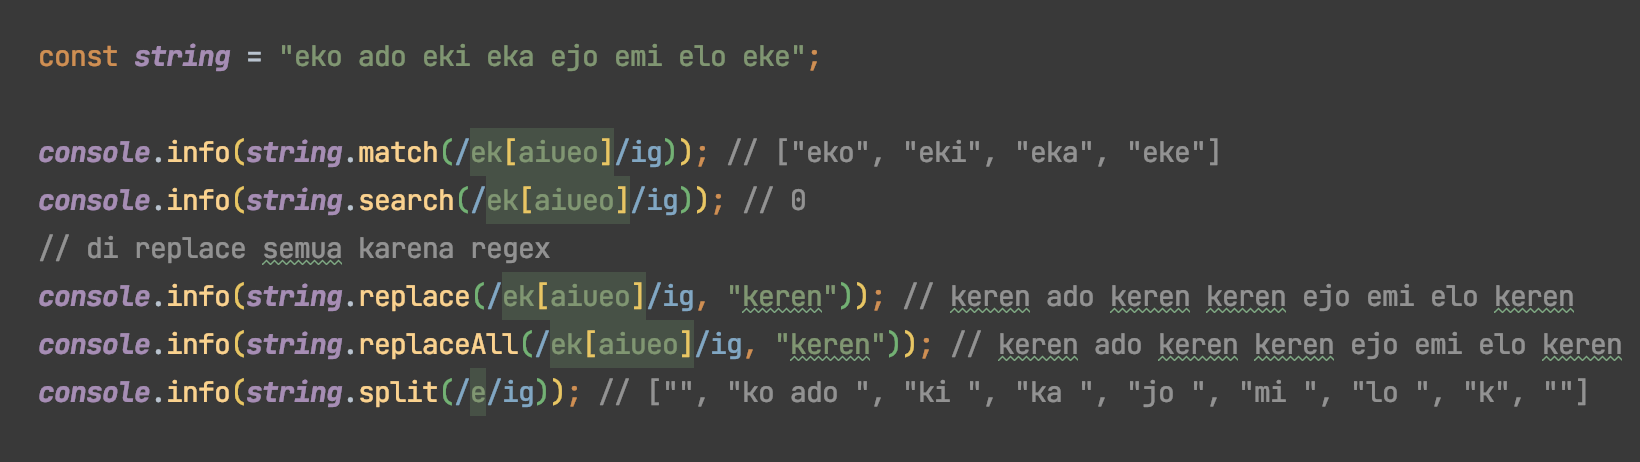 const string = "eko ado eki eka ejo emi elo eke";
console.info(string.match(/ek[aiueo]/ig)); // ["eko", "eki", "eka", "eke"]
console.info(string.search(/ek[aiueo]/ig)); // 0
// di replace semua karena regex
console.info(string.replace(/ek[aiueo]/ig, "keren")); // keren ado keren keren ejo emi elo keren
console.info(string.replaceAll(/ek[aiueo]/ig, "keren")); // keren ado keren keren ejo emi elo keren
console.info(string.split(/e/ig)); // ["", "ko ado ", "ki ", "ka ", "jo ", "mi ", "lo ", "k", ""]